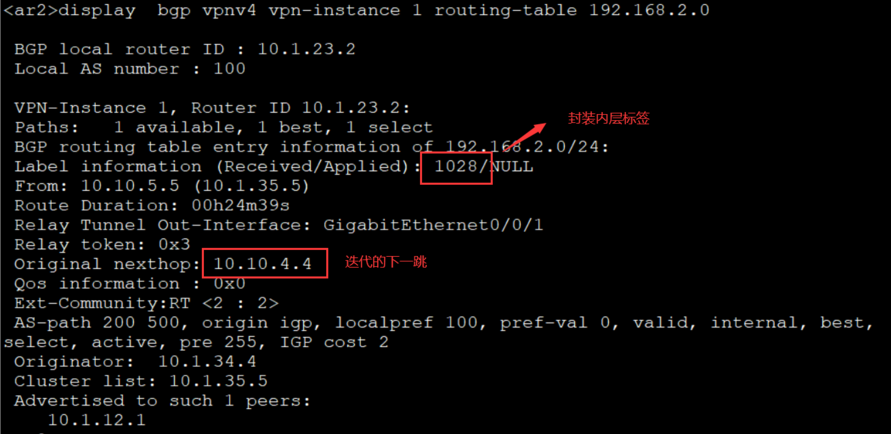 <ar2>display  bgp vpnv4 vpn-instance 1 routing-table 192.168.2.0
BGP local router ID : 10.1.23.2
Local AS number : 100
VPN-Instance 1, Router ID 10.1.23.2:
封装内层标签
Paths:   1 available, 1 best, 1 select
BGP routing table entry information of 192.168.2.0/24:
Label information (Received/Applied): 1028/NULL
From: 10.10.5.5 (10.1.35.5)
Route Duration: 00h24m39s
Relay Tunnel Out-Interface: GigabitEthernet0/0/1
Relay token: 0x3
Original nexthop: 10.10.4.4 迭代的下一跳
Qos information : 0x0
Ext-Community:RT <2 : 2>
AS-path 200 500, origin igp, localpref 100, pref-val 0, valid, internal, best,
select, active, pre 255, IGP cost 2
Originator:  10.1.34.4
Cluster list: 10.1.35.5
Advertised to such 1 peers:
10.1.12.1